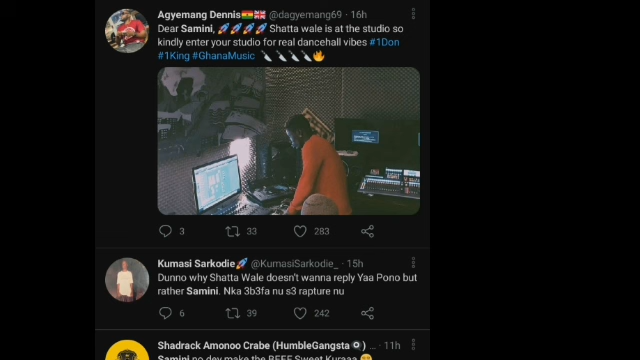 Agyemang Dennis🇬🇭🇬🇧 @dagyemang69 · 16h
Dear Samini, 🚀🚀🚀🚀 Shatta wale is at the studio so
kindly enter your studio for real dancehall vibes #1Don
#1King #GhanaMusic 🔪🔪🔪🔪🔥
3 33 283
Kumasi Sarkodie🚀 @KumasiSarkodie_ · 15h
Dunno why Shatta Wale doesn't wanna reply Yaa Pono but
rather Samini. Nka 3b3fa nu s3 rapture nu
6 39 242
Shadrack Amonoo Crabe (HumbleGangsta) ... · 11h
Samini no dey make the BEEF Sweet Kuraaa